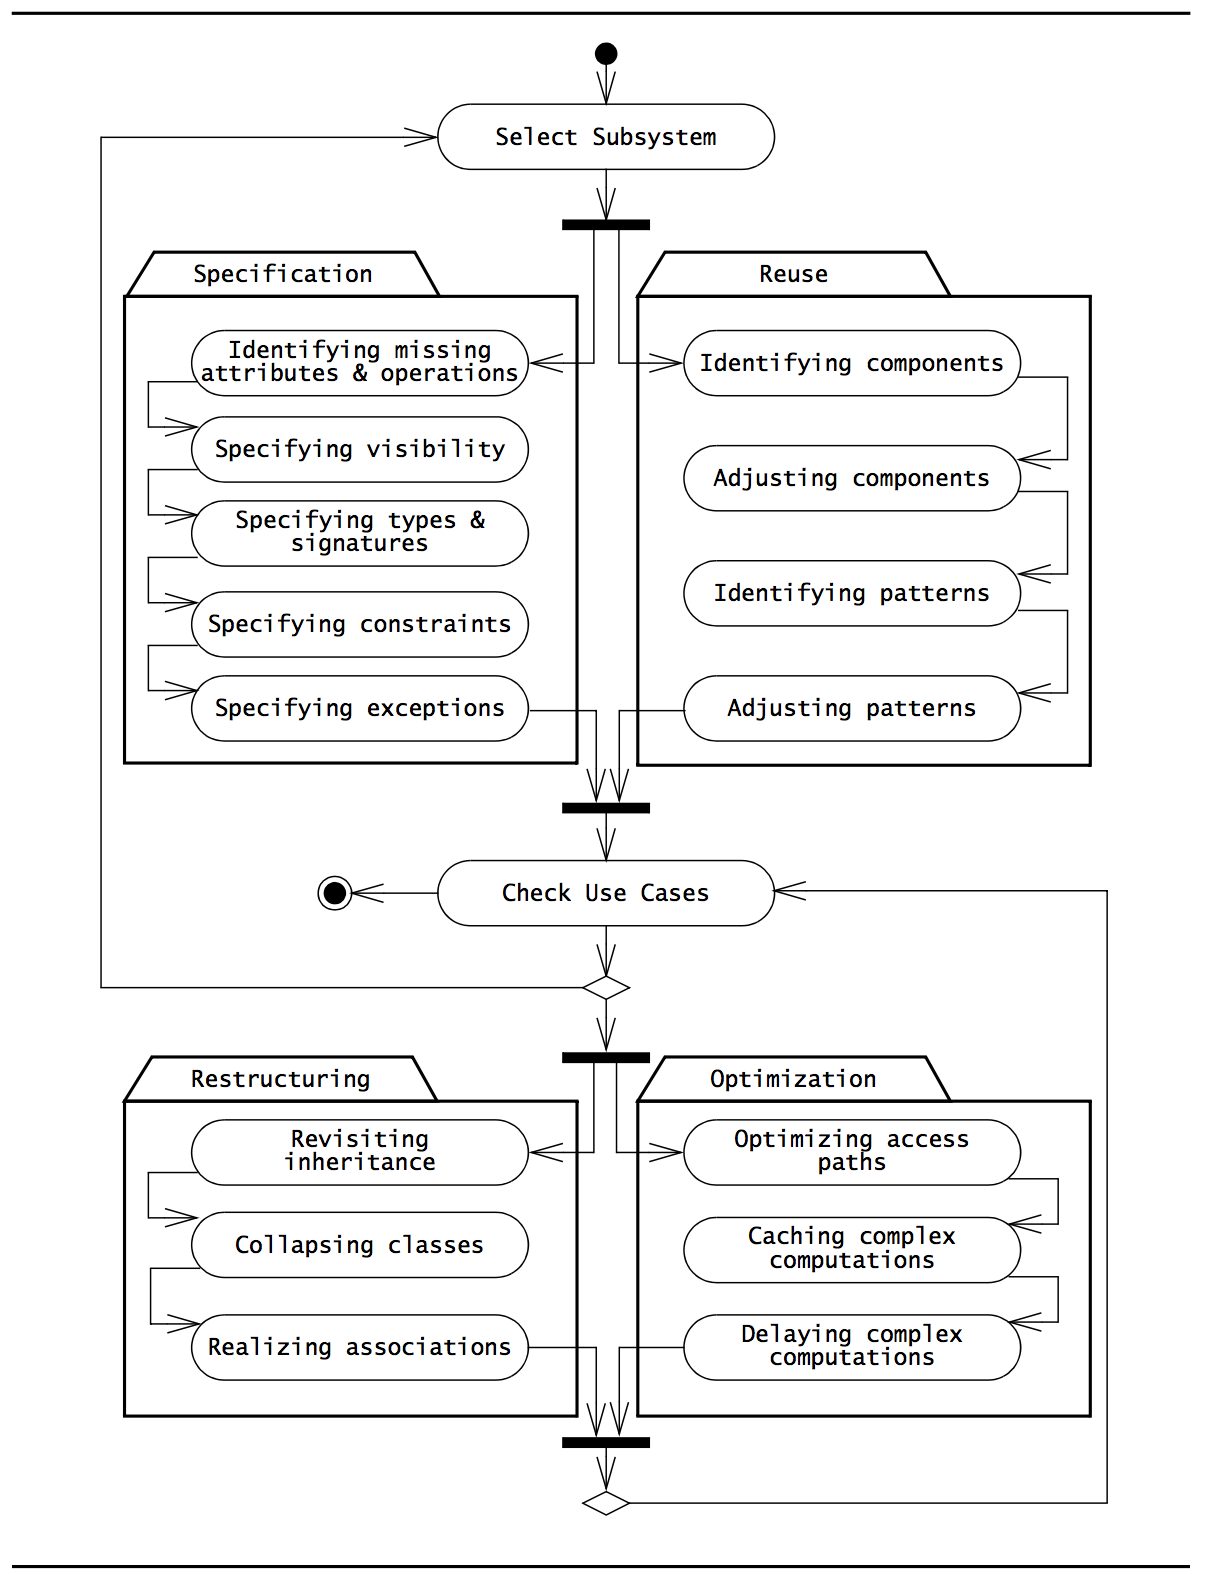 Select Subsystem
Specification
Identifying missing
attributes & operations
Specifying visibility
Specifying types &
signatures
Specifying constraints
Specifying exceptions
Reuse
Identifying components
Adjusting components
Identifying patterns
Adjusting patterns
Check Use Cases
Restructuring
Revisiting
inheritance
Collapsing classes
Realizing associations
Optimization
Optimizing access
paths
Caching complex
computations
Delaying complex
computations